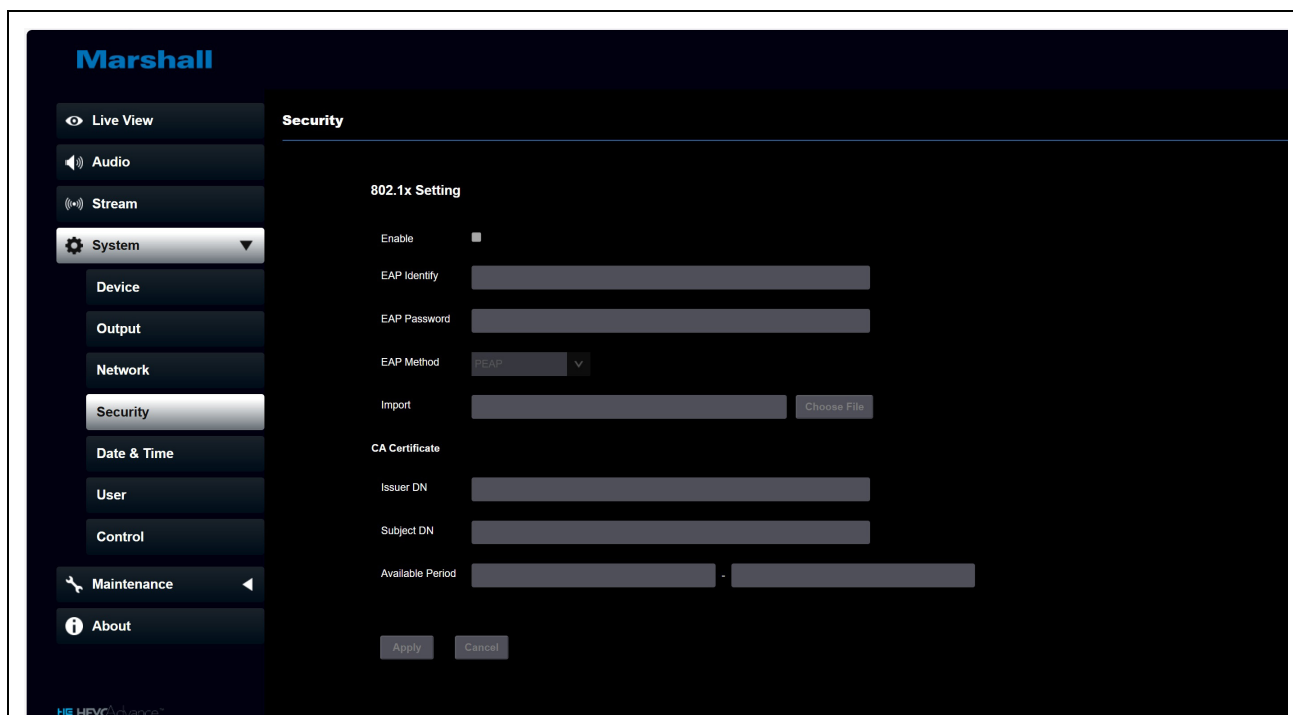 Marshall
Live View
Audio
Stream
System
Device
Output
Network
Security
Date & Time
User
Control
Maintenance
About
HEVC Advance™
Security
802.1x Setting
Enable
EAP Identify
EAP Password
EAP Method PEAP
Import Choose File
CA Certificate
Issuer DN
Subject DN
Available Period -
Apply Cancel